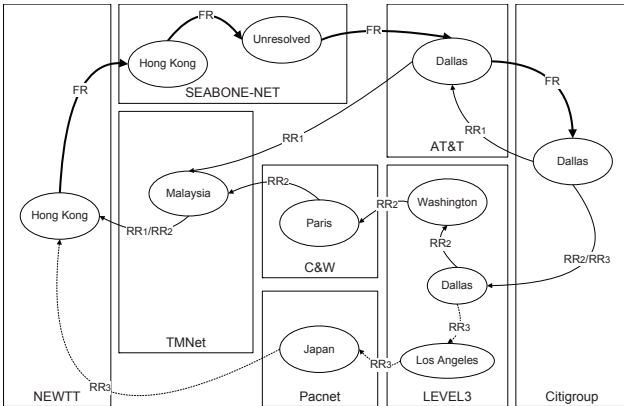 FR
FR
Unresolved
FR
Hong Kong
Dallas
FR
FR
SEABONE-NET
RR1
RR1
AT&T
Dallas
Malaysia
RR2
Washington
Hong Kong
Paris
RR2
RR1/RR2
RR2
RR2/RR3
C&W
Dallas
RR3
TMNet
Japan
RR3
Los Angeles
RR3
NEWTT
Pacnet
LEVEL3
Citigroup